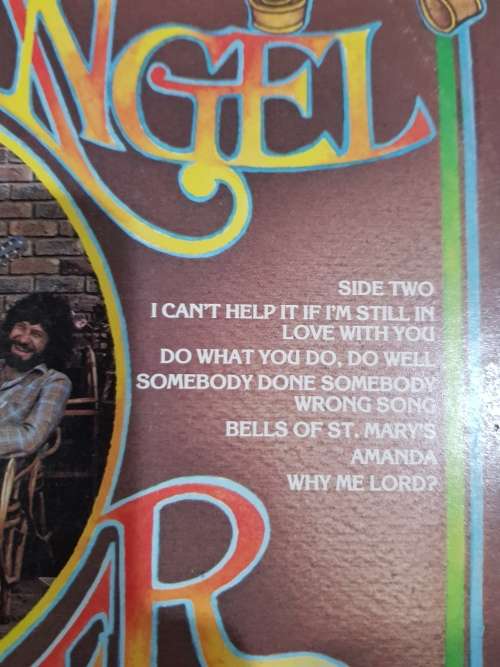 NGEL
SIDE TWO
I CAN'T HELP IT IF I'M STILL IN
LOVE WITH YOU
DO WHAT YOU DO, DO WELL
SOMEBODY DONE SOMEBODY
WRONG SONG
BELLS OF ST. MARY'S
AMANDA
WHY ME LORD?
ER